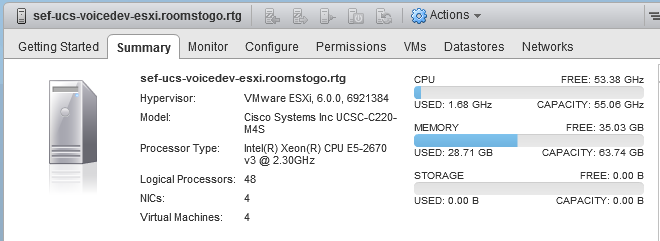 sef-ucs-voicedev-esxi.roomstogo.rtg Actions
Getting Started Summary Monitor Configure Permissions VMs Datastores Networks
sef-ucs-voicedev-esxi.roomstogo.rtg
Hypervisor: VMware ESXi, 6.0.0, 6921384
Model: Cisco Systems Inc UCSC-C220-
M4S
Processor Type: Intel(R) Xeon(R) CPU E5-2670
v3 @ 2.30GHz
Logical Processors: 48
NICs: 4
Virtual Machines: 4
CPU FREE: 53.38 GHz
USED: 1.68 GHz CAPACITY: 55.06 GHz
MEMORY FREE: 35.03 GB
USED: 28.71 GB CAPACITY: 63.74 GB
STORAGE FREE: 0.00 B
USED: 0.00 B CAPACITY: 0.00 B